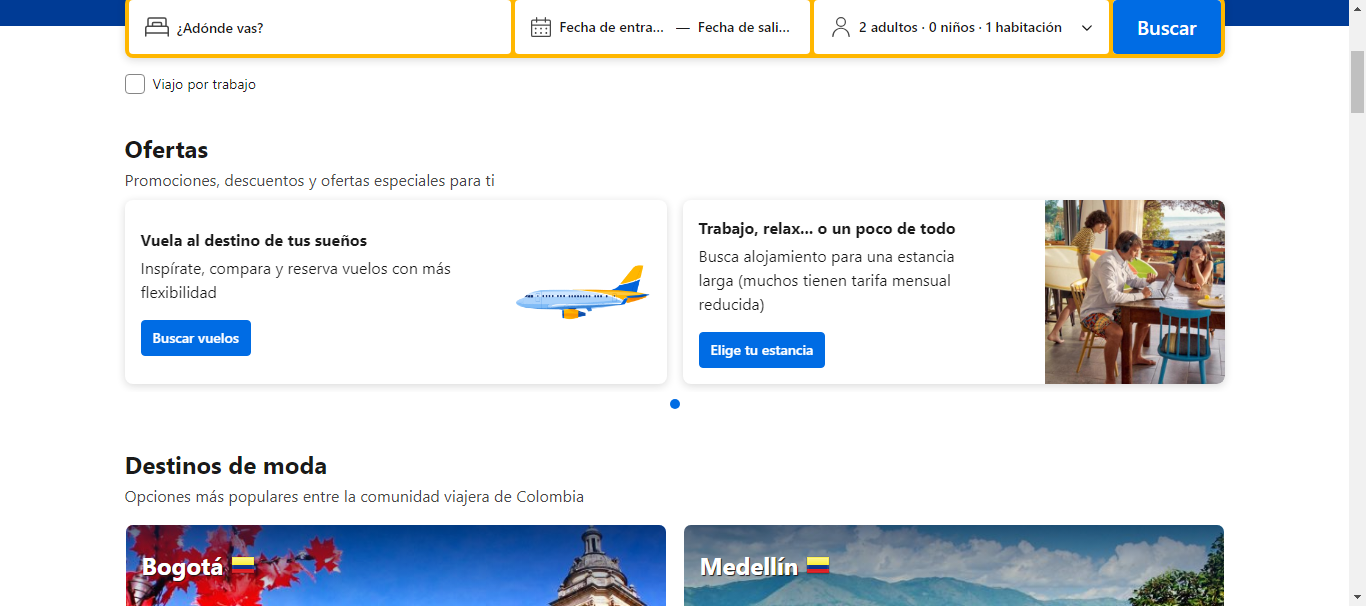 ¿Adónde vas?
Fecha de entra... — Fecha de sali...
2 adultos · 0 niños · 1 habitación
Buscar
Viajo por trabajo
Ofertas
Promociones, descuentos y ofertas especiales para ti
Vuela al destino de tus sueños
Inspírate, compara y reserva vuelos con más
flexibilidad
Buscar vuelos
Trabajo, relax... o un poco de todo
Busca alojamiento para una estancia
larga (muchos tienen tarifa mensual
reducida)
Elige tu estancia
Destinos de moda
Opciones más populares entre la comunidad viajera de Colombia
Bogotá
Medellín